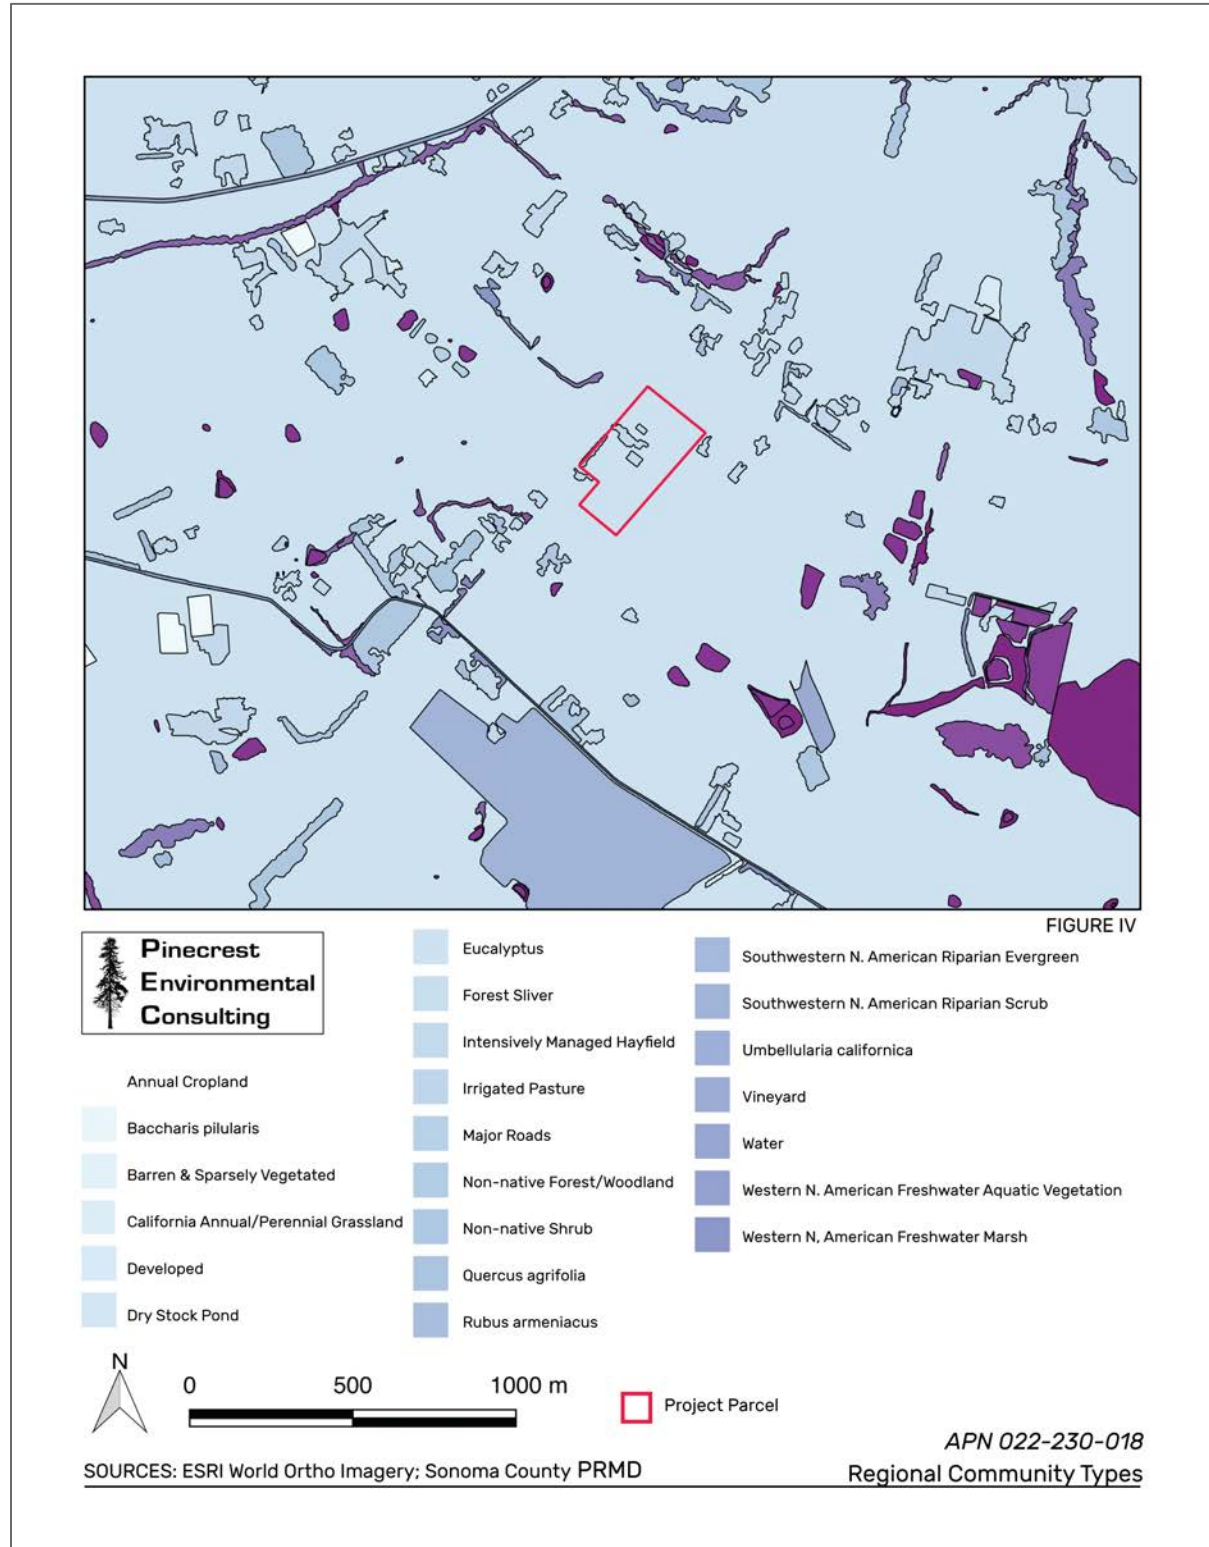 FIGURE IV
Pinecrest
Environmental
Consulting
Annual Cropland
Baccharis pilularis
Barren & Sparsely Vegetated
California Annual/Perennial Grassland
Developed
Dry Stock Pond
Eucalyptus
Forest Sliver
Intensively Managed Hayfield
Irrigated Pasture
Major Roads
Non-native Forest/Woodland
Non-native Shrub
Quercus agrifolia
Rubus armeniacus
Southwestern N. American Riparian Evergreen
Southwestern N. American Riparian Scrub
Umbellularia californica
Vineyard
Water
Western N. American Freshwater Aquatic Vegetation
Western N, American Freshwater Marsh
N
0 500 1000 m
Project Parcel
APN 022-230-018
SOURCES: ESRI World Ortho Imagery; Sonoma County PRMD
Regional Community Types